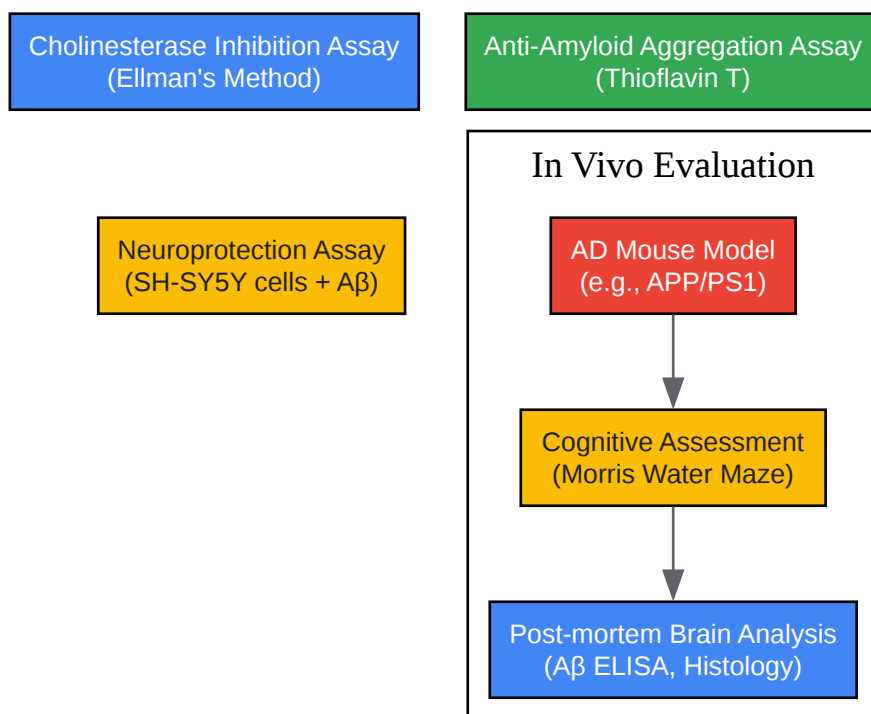 Cholinesterase Inhibition Assay
(Ellman's Method)
Anti-Amyloid Aggregation Assay
(Thioflavin T)
In Vivo Evaluation
Neuroprotection Assay
(SH-SY5Y cells + Aβ)
AD Mouse Model
(e.g., APP/PS1)
Cognitive Assessment
(Morris Water Maze)
Post-mortem Brain Analysis
(Aβ ELISA, Histology)